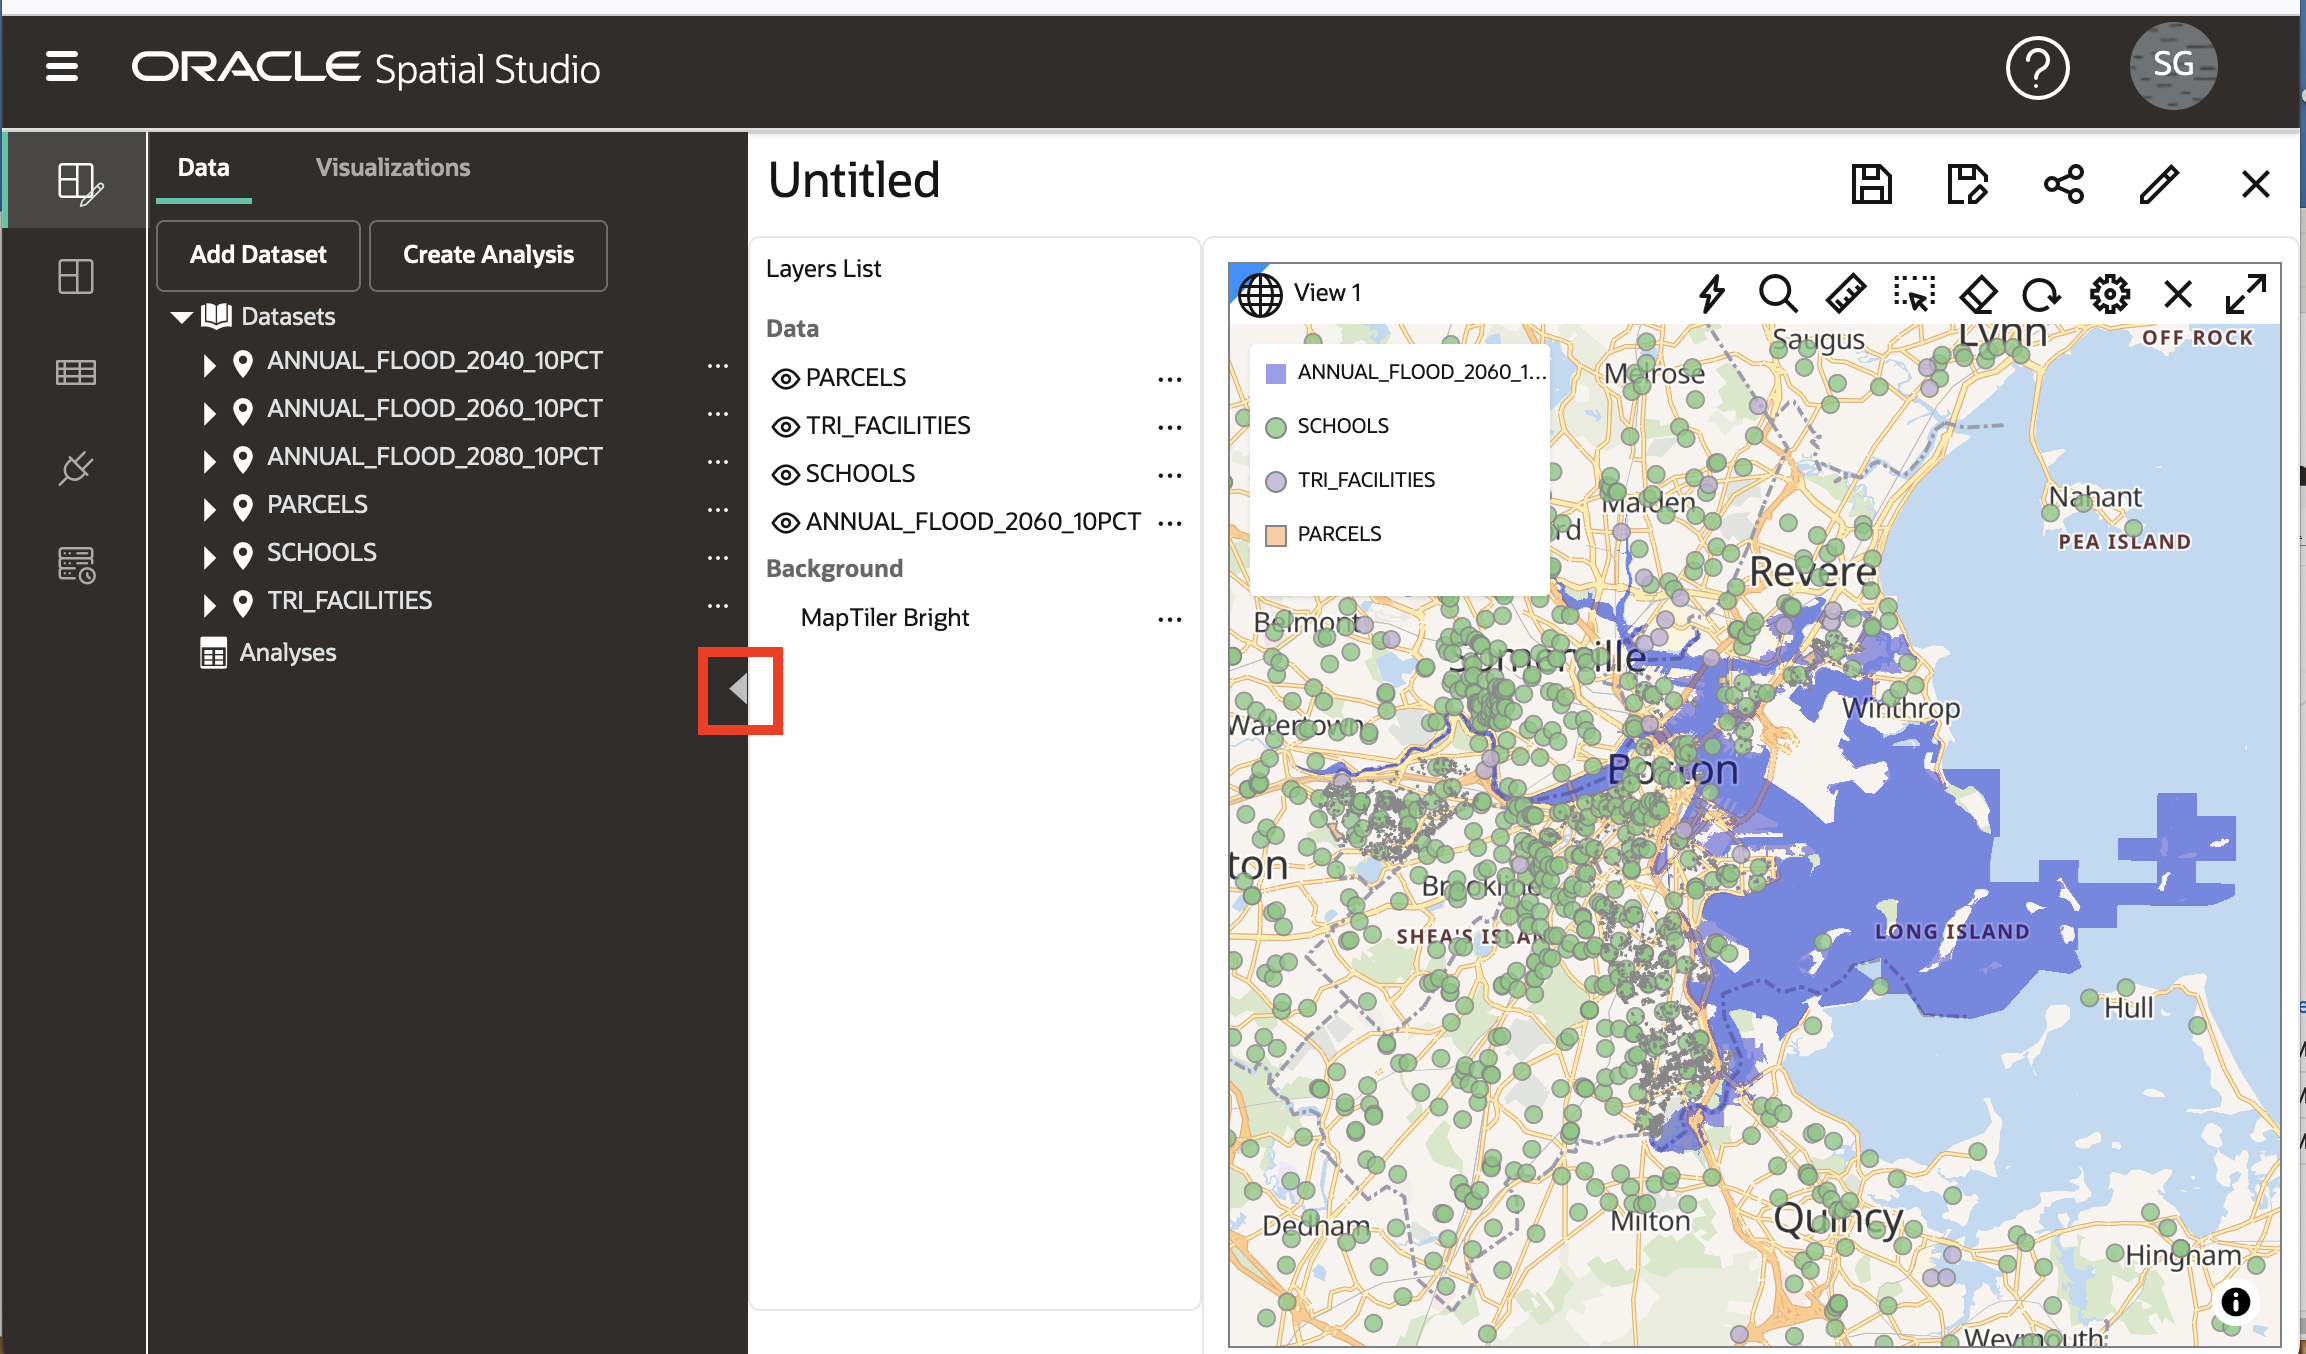 ORACLE Spatial Studio
SG
Data
Visualizations
Add Dataset
Create Analysis
Datasets
ANNUAL_FLOOD_2040_10PCT
ANNUAL_FLOOD_2060_10PCT
ANNUAL_FLOOD_2080_10PCT
PARCELS
SCHOOLS
TRI_FACILITIES
Analyses
Untitled
Layers List
Data
PARCELS
TRI_FACILITIES
SCHOOLS
ANNUAL_FLOOD_2060_10PCT
Background
MapTiler Bright
View 1
ANNUAL_FLOOD_2060_1...
SCHOOLS
TRI_FACILITIES
PARCELS
Saugus
Lynn
OFF ROCK
Melrose
Malden
Nahant
PEA ISLAND
rd
Revere
Belmont
Somerville
Winthrop
Watertown
Boston
ton
Brookline
SHEA'S ISLAN
LONG ISLAND
Hull
Dedham
Milton
Quincy
Hingham
Weymouth